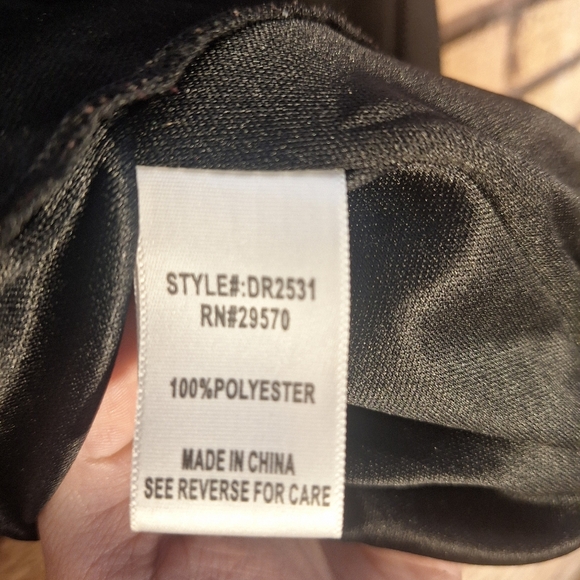 STYLE#:DR2531
RN#29570
100%POLYESTER
MADE IN CHINA
SEE REVERSE FOR CARE